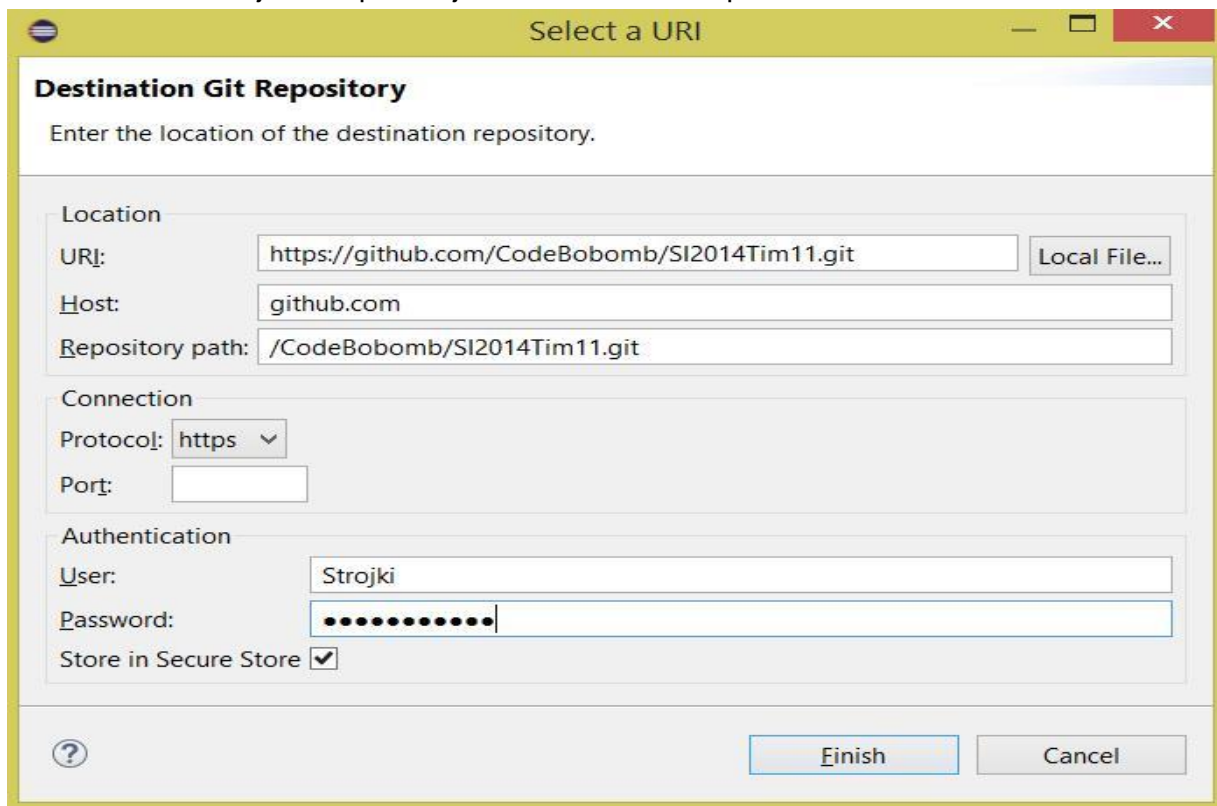 Select a URI
Destination Git Repository
Enter the location of the destination repository.
Location
URI: https://github.com/CodeBobomb/SI2014Tim11.git Local File...
Host: github.com
Repository path: /CodeBobomb/SI2014Tim11.git
Connection
Protocol: https
Port:
Authentication
User: Strojki
Password: ●●●●●●●●●●●
Store in Secure Store
Finish Cancel